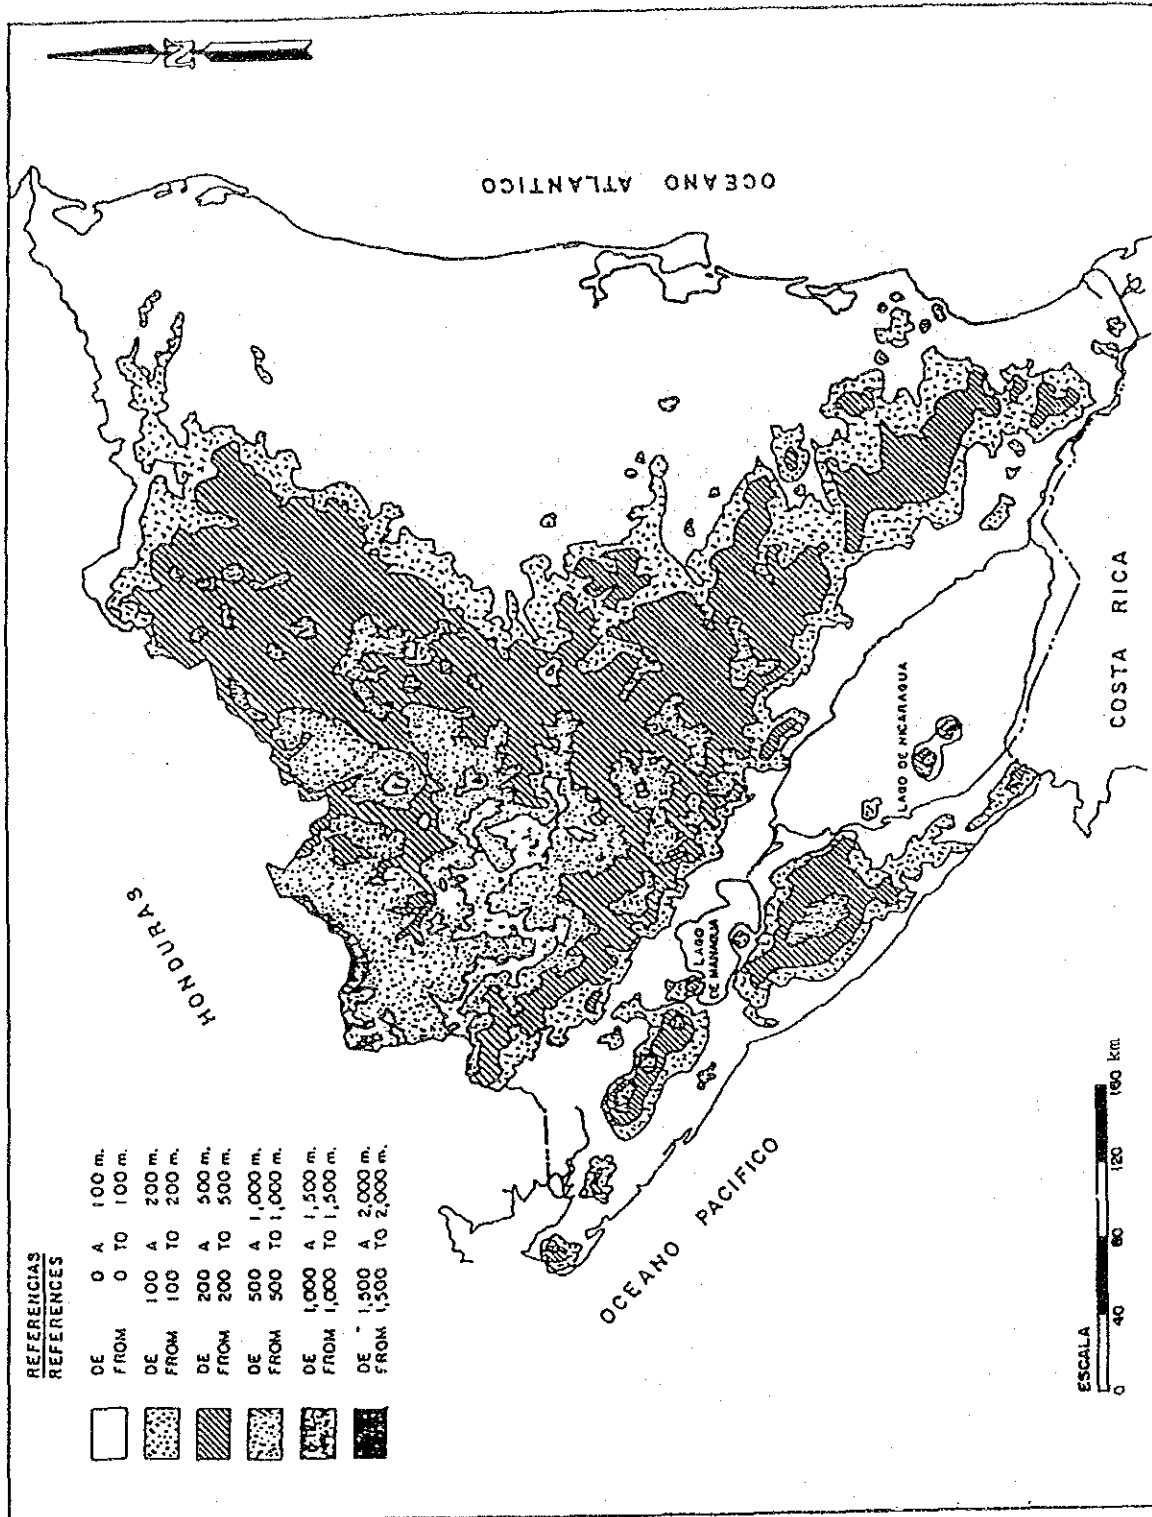 N
REFERENCIAS
REFERENCES
DE 0 A 100 m.
FROM 0 TO 100 m.
DE 100 A 200 m.
FROM 100 TO 200 m.
DE 200 A 500 m.
FROM 200 TO 500 m.
DE 500 A 1,000 m.
FROM 500 TO 1,000 m.
DE 1,000 A 1,500 m.
FROM 1,000 TO 1,500 m.
DE 1,500 A 2,000 m.
FROM 1,500 TO 2,000 m.
HONDURAS
OCEANO ATLANTICO
LAGO
DE MANAGUA
LAGO DE NICARAGUA
OCEANO PACIFICO
COSTA RICA
ESCALA
0 40 80 120 160 km